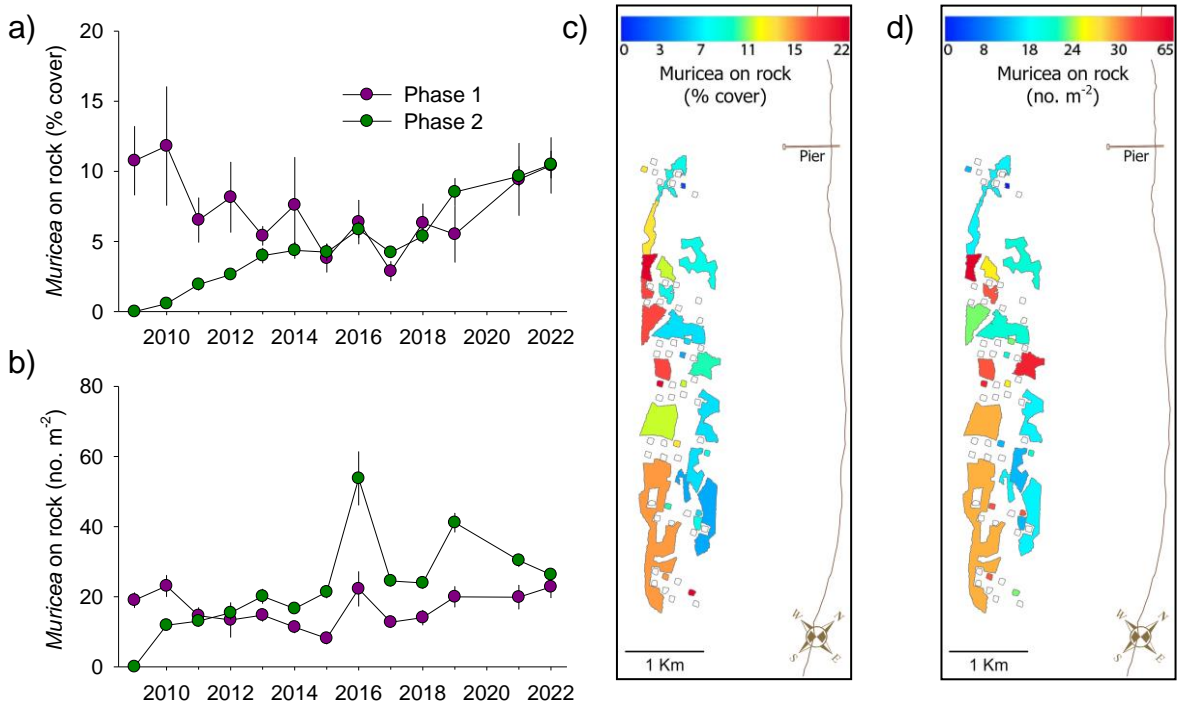 a)
20
15
10
5
0
Muricea on rock (% cover)
Phase 1
Phase 2
2010 2012 2014 2016 2018 2020 2022
b)
80
60
40
20
0
Muricea on rock (no. m-2)
2010 2012 2014 2016 2018 2020 2022
c)
0 3 7 11 15 22
Muricea on rock
(% cover)
Pier
N
W
E
S
1 Km
d)
0 8 18 24 30 65
Muricea on rock
(no. m-2)
Pier
N
W
E
S
1 Km